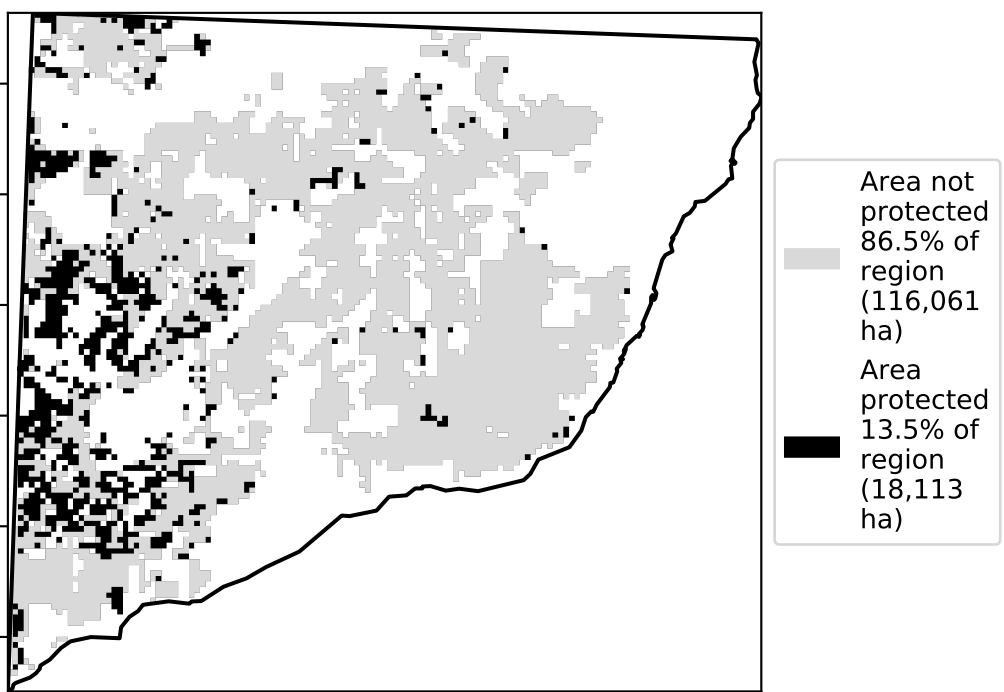 Area not
protected
86.5% of
region
(116,061
ha)
Area
protected
13.5% of
region
(18,113
ha)